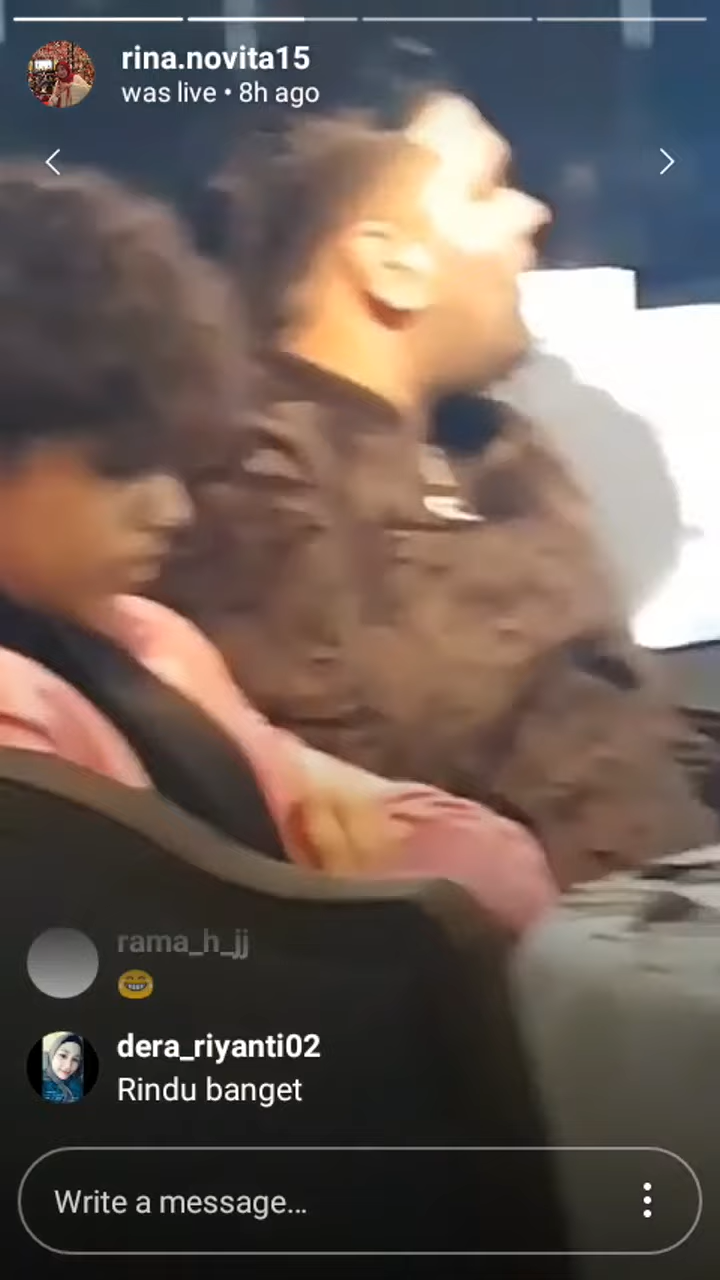 rina.novita15
was live • 8h ago
rama_h_jj
😂
dera_riyanti02
Rindu banget
Write a message...